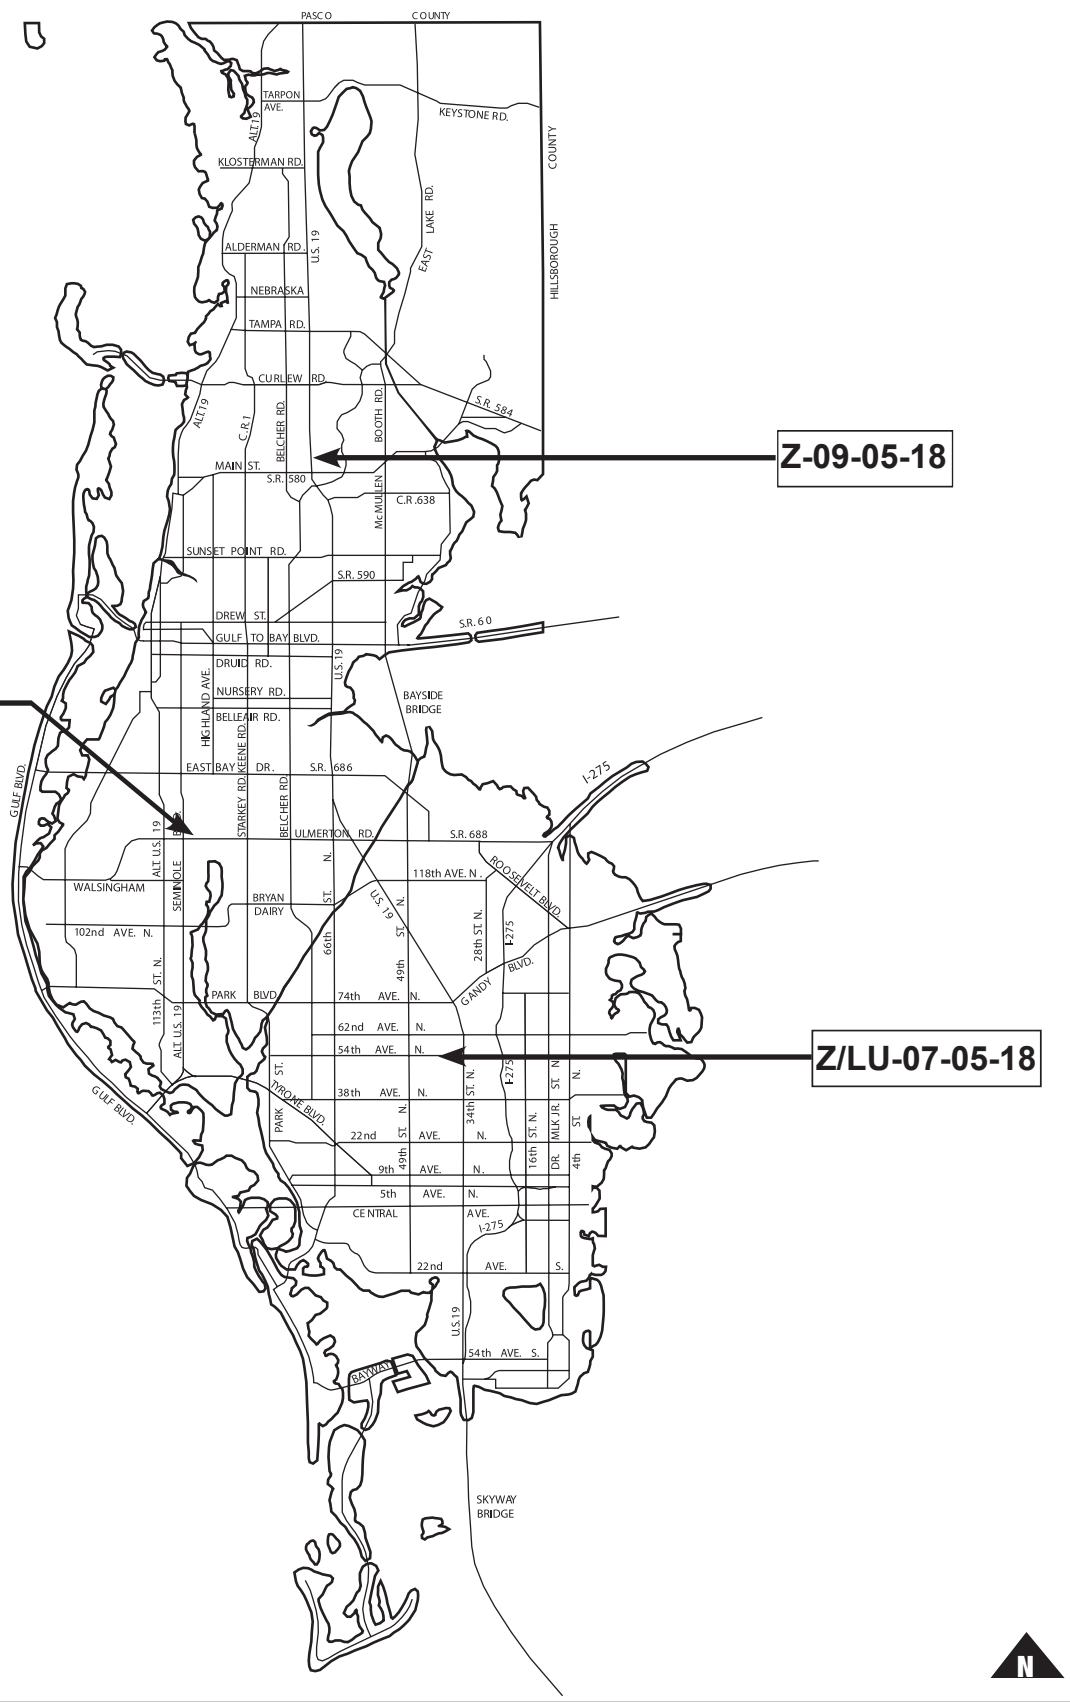 PASCO COUNTY
TARPON
AVE.
KEYSTONE RD.
ALT.19
COUNTY
KLOSTERMAN RD.
LAKE RD.
EAST
HILLSBOROUGH
U.S. 19
ALDERMAN RD.
NEBRASKA
TAMPA RD.
CURLEW RD
ALT.19
C.R.1
BELCHER RD.
BOOTH RD.
S.R. 584
Z-09-05-18
MAIN ST.
S.R. 580
McMULLEN
C.R.638
SUNSET POINT RD.
S.R. 590
DREW ST.
S.R. 60
GULF TO BAY BLVD.
U.S.19
DRUID RD.
NURSERY RD.
BAYSIDE
BRIDGE
HIGHLAND AVE.
BELLEAIR RD.
KEENE RD.
EAST BAY DR. S.R. 686
I-275
GULF BLVD.
STARKEY RD.
BELCHER RD.
ULMERTON RD.
S.R. 688
ALT. U.S. 19
SEMINOLE
WALSINGHAM
118th AVE. N.
ROOSEVELT BLVD.
BRYAN
DAIRY
U.S. 19
66th ST. N.
49th ST. N.
28th ST. N.
I-275
102nd AVE. N.
GANDY BLVD.
113th ST. N.
PARK BLVD.
74th AVE. N.
ALT. U.S. 19
62nd AVE. N.
54th AVE. N.
Z/LU-07-05-18
I-275
PARK ST.
TYRONE BLVD.
38th AVE. N.
34th ST. N.
GULF BLVD.
49th ST. N.
22nd AVE. N.
16th ST. N.
DR. MLK JR. ST. N
4th ST. N.
9th AVE. N.
5th AVE. N.
CENTRAL AVE.
I-275
22nd AVE. S.
U.S.19
54th AVE. S.
BAYWAY
SKYWAY
BRIDGE
N